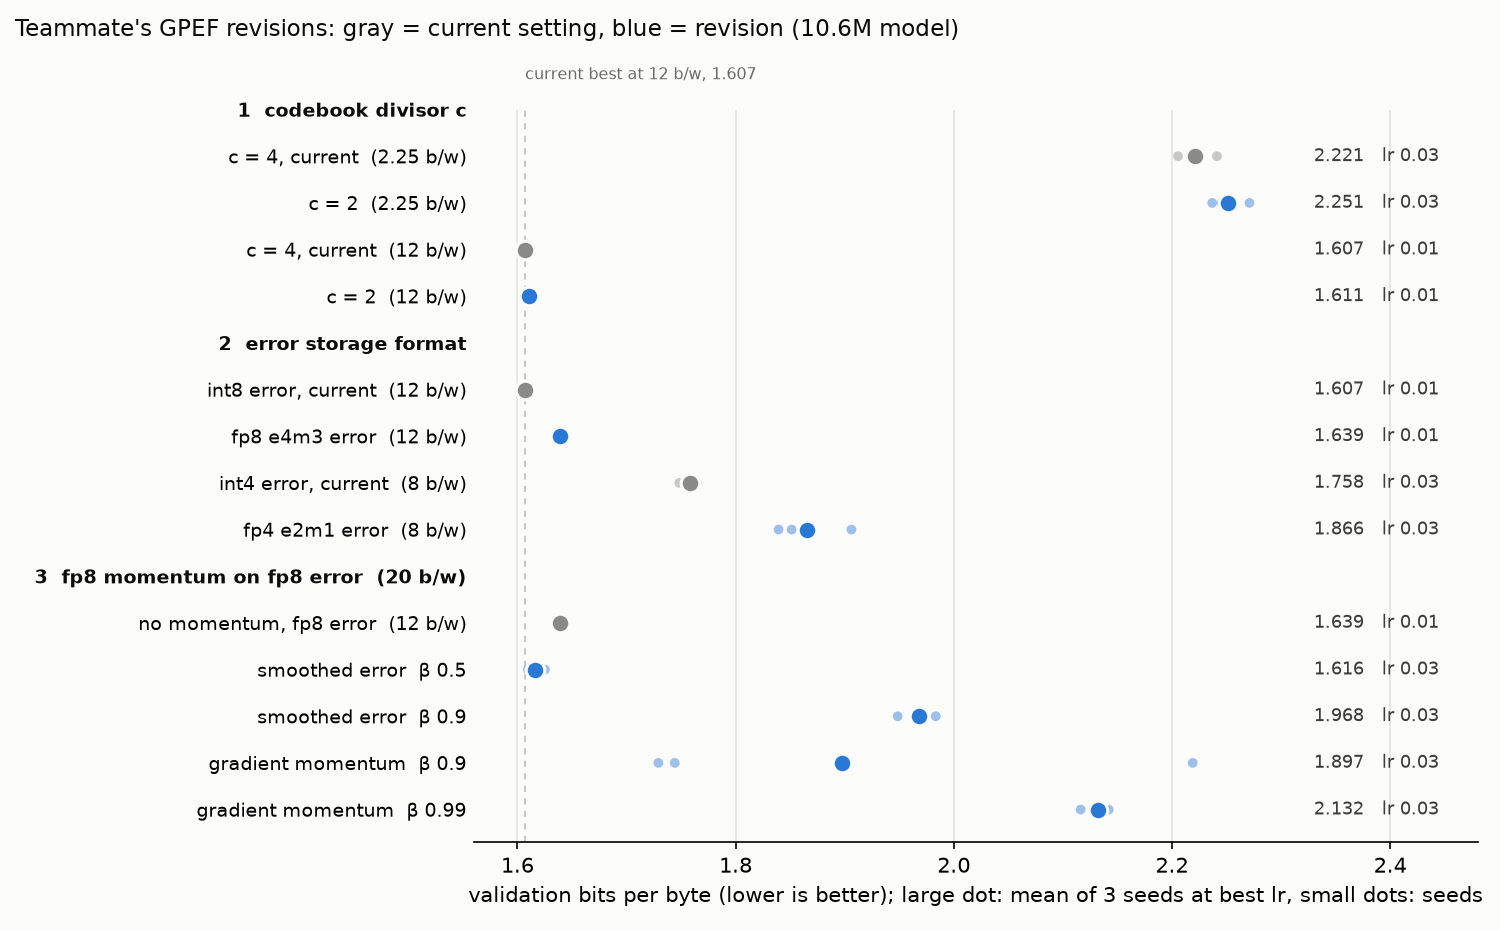 Teammate's GPEF revisions: gray = current setting, blue = revision (10.6M model)
current best at 12 b/w, 1.607
1 codebook divisor c
c = 4, current (2.25 b/w) 2.221 lr 0.03
c = 2 (2.25 b/w) 2.251 lr 0.03
c = 4, current (12 b/w) 1.607 lr 0.01
c = 2 (12 b/w) 1.611 lr 0.01
2 error storage format
int8 error, current (12 b/w) 1.607 lr 0.01
fp8 e4m3 error (12 b/w) 1.639 lr 0.01
int4 error, current (8 b/w) 1.758 lr 0.03
fp4 e2m1 error (8 b/w) 1.866 lr 0.03
3 fp8 momentum on fp8 error (20 b/w)
no momentum, fp8 error (12 b/w) 1.639 lr 0.01
smoothed error β 0.5 1.616 lr 0.03
smoothed error β 0.9 1.968 lr 0.03
gradient momentum β 0.9 1.897 lr 0.03
gradient momentum β 0.99 2.132 lr 0.03
1.6 1.8 2.0 2.2 2.4
validation bits per byte (lower is better); large dot: mean of 3 seeds at best lr, small dots: seeds